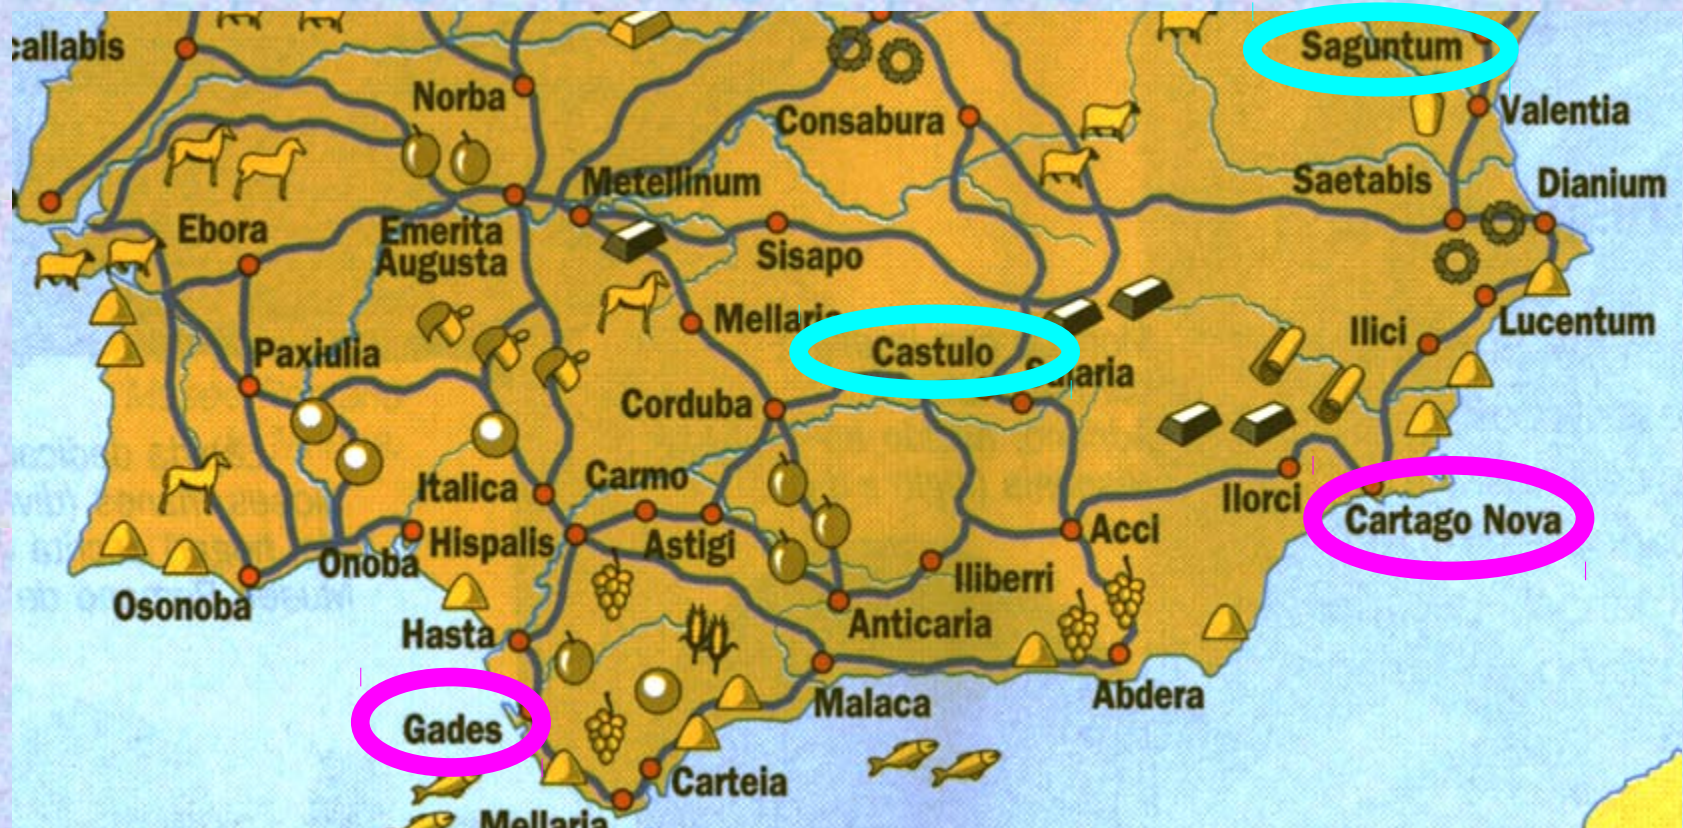 callabis
Saguntum
Norba
Valentia
Consabura
Metellinum
Saetabis
Dianium
Ebora
Emerita
Augusta
Sisapo
Mellaria
Lucentum
Ilici
Paxiulia
Castulo
Corduba
Carmo
Italica
Ilorci
Cartago Nova
Acci
Hispalis
Astigi
Onoba
Iliberri
Osonoba
Hasta
Anticaria
Malaca
Abdera
Gades
Carteia
Mellaria